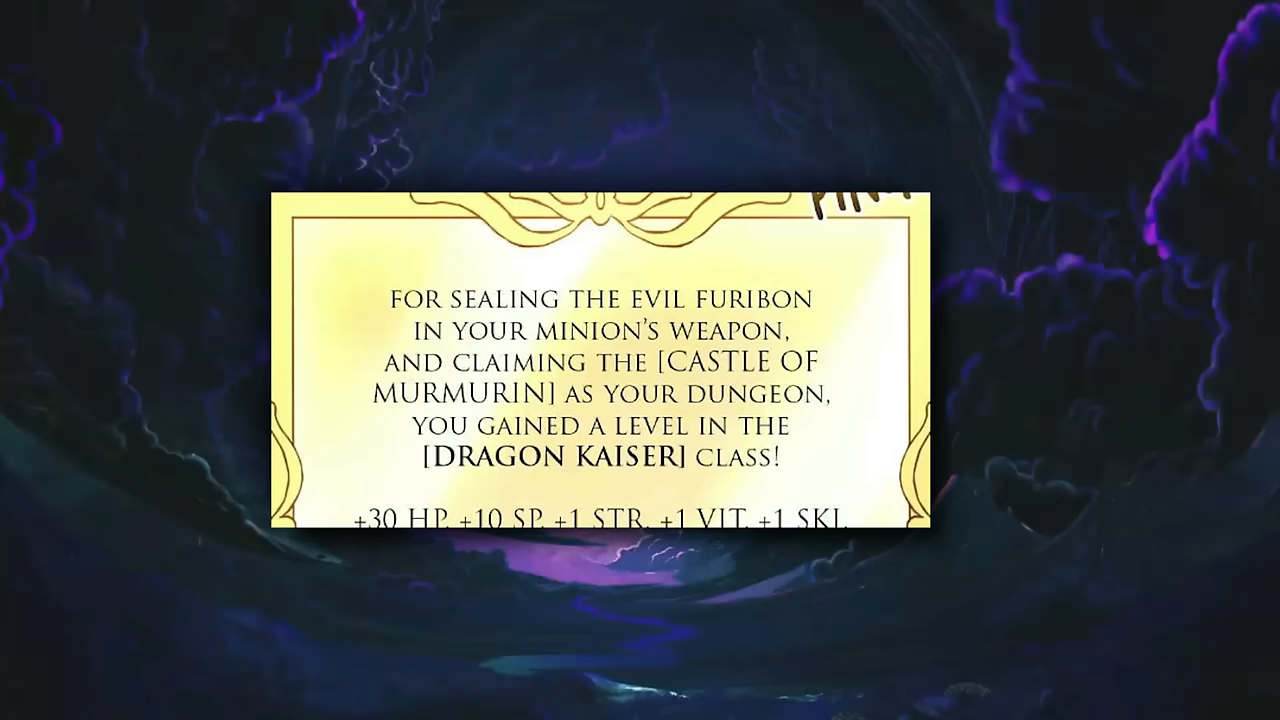 FOR SEALING THE EVIL FURIBON
IN YOUR MINION'S WEAPON,
AND CLAIMING THE [CASTLE OF
MURMURIN] AS YOUR DUNGEON,
YOU GAINED A LEVEL IN THE
[DRAGON KAISER] CLASS!
+30 HP, +10 SP, +1 STR, +1 VIT, +1 SKI,